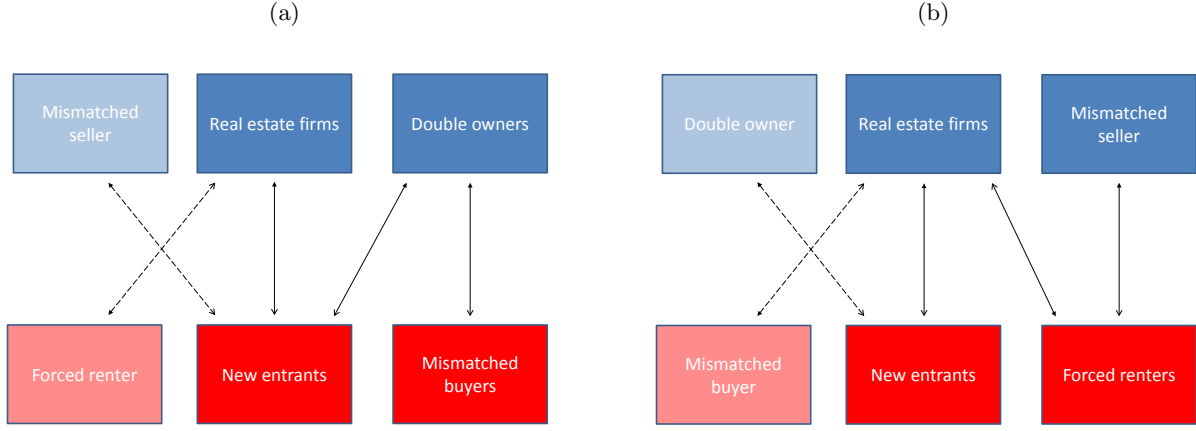 (a)
Mismatched
seller
Real estate firms
Double owners
Forced renter
New entrants
Mismatched
buyers
(b)
Double owner
Real estate firms
Mismatched
seller
Mismatched
buyer
New entrants
Forced renters